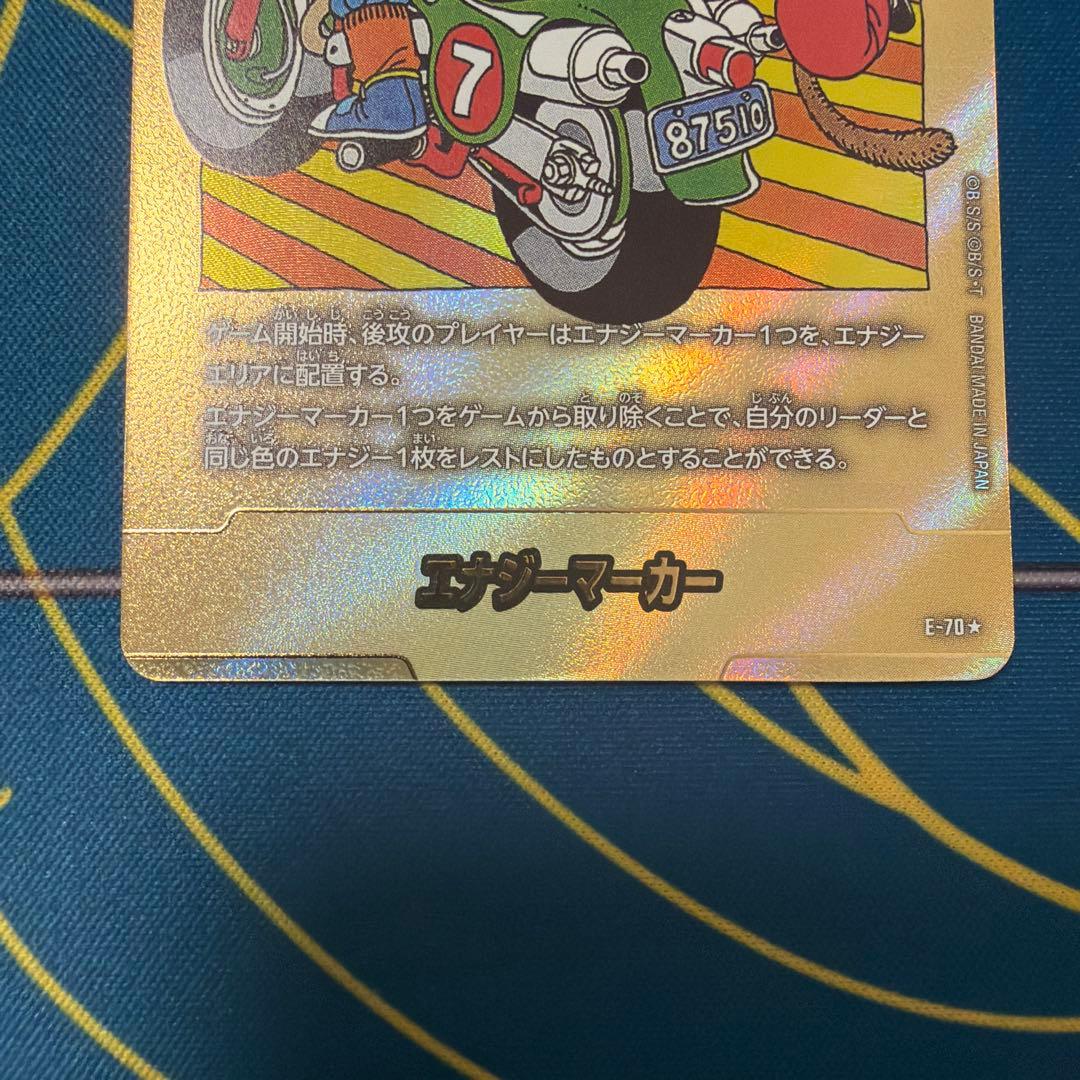 7
87510
ゲーム開始時、後攻のプレイヤーはエナジーマーカー1つを、エナジー
エリアに配置する。
エナジーマーカー1つをゲームから取り除くことで、自分のリーダーと
同じ色のエナジー1枚をレストにしたものとすることができる。
エナジーマーカー
E-70★
©B.S/S ©B/S・T BANDAI MADE IN JAPAN